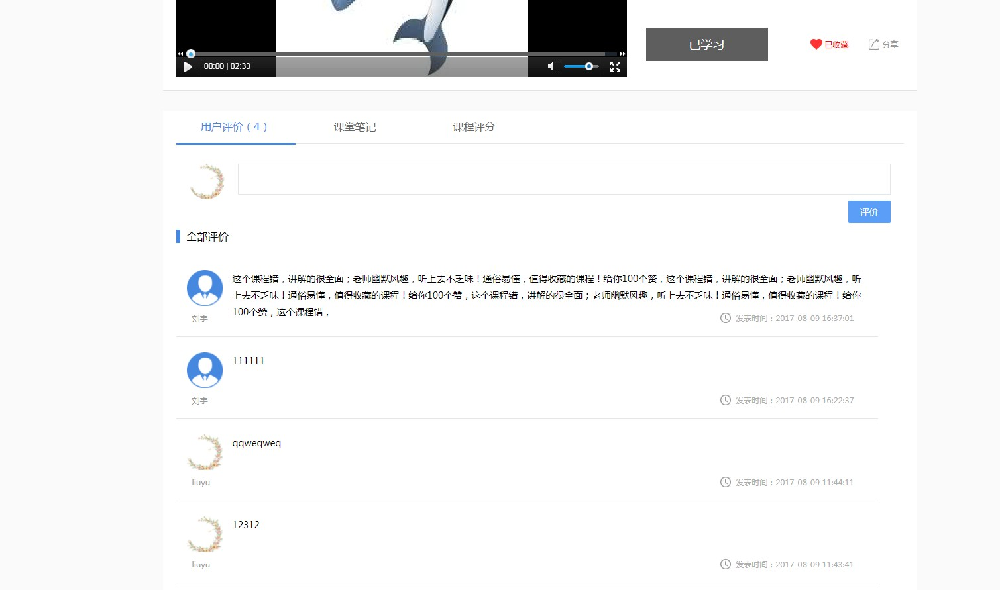 00:00 | 02:33
已学习
已收藏
分享
用户评价（4）
课堂笔记
课程评分
评价
全部评价
这个课程错，讲解的很全面；老师幽默风趣，听上去不乏味！通俗易懂，值得收藏的课程！给你100个赞，这个课程错，讲解的很全面；老师幽默风趣，听
上去不乏味！通俗易懂，值得收藏的课程！给你100个赞，这个课程错，讲解的很全面；老师幽默风趣，听上去不乏味！通俗易懂，值得收藏的课程！给你
100个赞，这个课程错，
刘宇
发表时间：2017-08-09 16:37:01
111111
刘宇
发表时间：2017-08-09 16:22:37
qqweqweq
liuyu
发表时间：2017-08-09 11:44:11
12312
liuyu
发表时间：2017-08-09 11:43:41